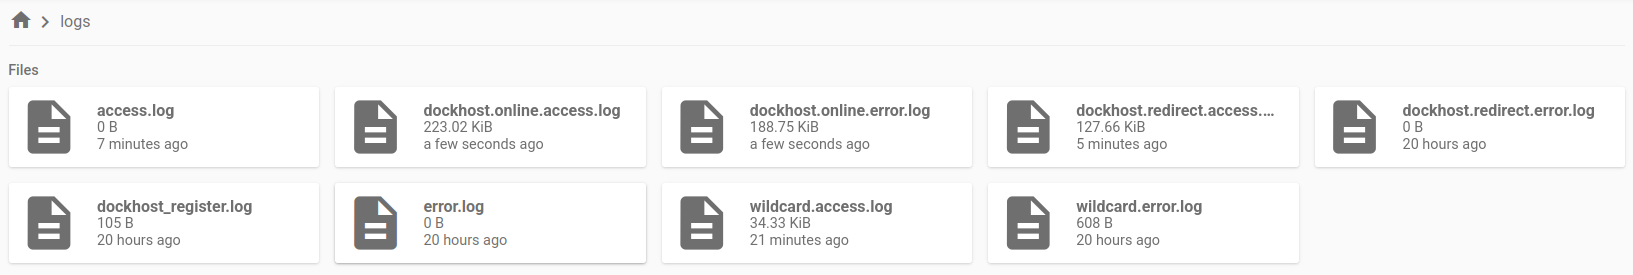 logs
Files
access.log
0 B
7 minutes ago
dockhost.online.access.log
223.02 KiB
a few seconds ago
dockhost.online.error.log
188.75 KiB
a few seconds ago
dockhost.redirect.access....
127.66 KiB
5 minutes ago
dockhost.redirect.error.log
0 B
20 hours ago
dockhost_register.log
105 B
20 hours ago
error.log
0 B
20 hours ago
wildcard.access.log
34.33 KiB
21 minutes ago
wildcard.error.log
608 B
20 hours ago